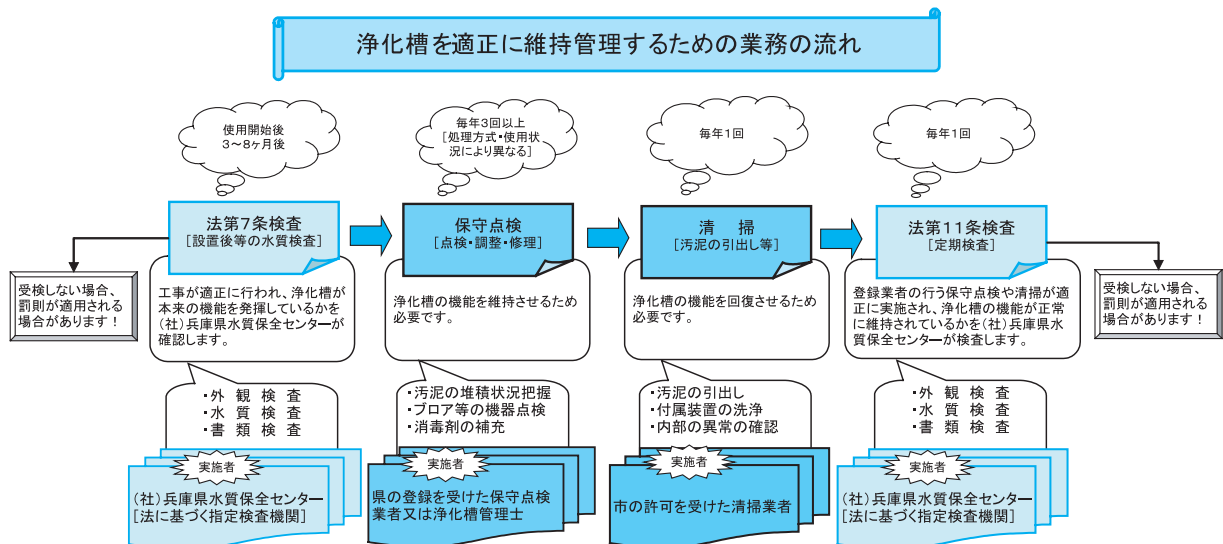 浄化槽を適正に維持管理するための業務の流れ
使用開始後
3～8ヶ月後
毎年3回以上
[処理方式・使用状
況により異なる]
毎年1回
毎年1回
法第7条検査
[設置後等の水質検査]
保守点検
[点検・調整・修理]
清　掃
[汚泥の引出し等]
法第11条検査
[定期検査]
受検しない場合、
罰則が適用される
場合があります！
工事が適正に行われ、浄化槽が
本来の機能を発揮しているかを
(社)兵庫県水質保全センターが
確認します。
浄化槽の機能を維持させるため
必要です。
浄化槽の機能を回復させるため
必要です。
登録業者の行う保守点検や清掃が適
正に実施され、浄化槽の機能が正常
に維持されているかを(社)兵庫県水
質保全センターが検査します。
受検しない場合、
罰則が適用される
場合があります！
・外 観 検 査
・水 質 検 査
・書 類 検 査
・汚泥の堆積状況把握
・ブロア等の機器点検
・消毒剤の補充
・汚泥の引出し
・付属装置の洗浄
・内部の異常の確認
・外 観 検 査
・水 質 検 査
・書 類 検 査
実施者
(社)兵庫県水質保全センター
[法に基づく指定検査機関]
実施者
県の登録を受けた保守点検
業者又は浄化槽管理士
実施者
市の許可を受けた清掃業者
実施者
(社)兵庫県水質保全センター
[法に基づく指定検査機関]